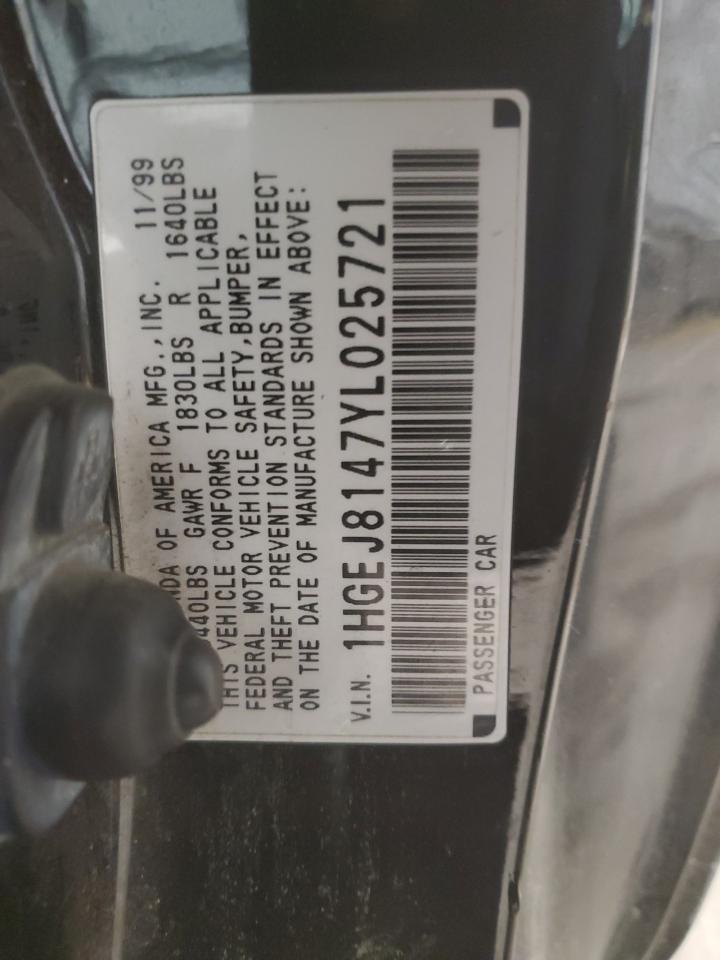 OF AMERICA MFG.,INC. 11/99
GAWR F 1830LBS R 1640LBS
THIS VEHICLE CONFORMS TO ALL APPLICABLE
FEDERAL MOTOR VEHICLE SAFETY,BUMPER,
AND THEFT PREVENTION STANDARDS IN EFFECT
ON THE DATE OF MANUFACTURE SHOWN ABOVE:
V.I.N. 1HGEJ8147YL025721
PASSENGER CAR